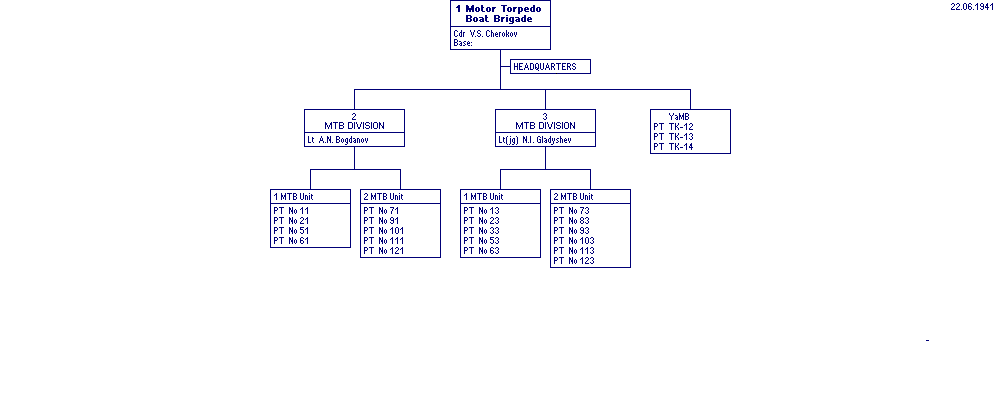 22.06.1941
1 Motor Torpedo
Boat Brigade
Cdr V.S. Cherokov
Base:
HEADQUARTERS
2
MTB DIVISION
Lt A.N. Bogdanov
3
MTB DIVISION
Lt(jg) N.I. Gladyshev
YaMB
PT TK-12
PT TK-13
PT TK-14
1 MTB Unit
PT No 11
PT No 21
PT No 51
PT No 61
2 MTB Unit
PT No 71
PT No 91
PT No 101
PT No 111
PT No 121
1 MTB Unit
PT No 13
PT No 23
PT No 33
PT No 53
PT No 63
2 MTB Unit
PT No 73
PT No 83
PT No 93
PT No 103
PT No 113
PT No 123
-